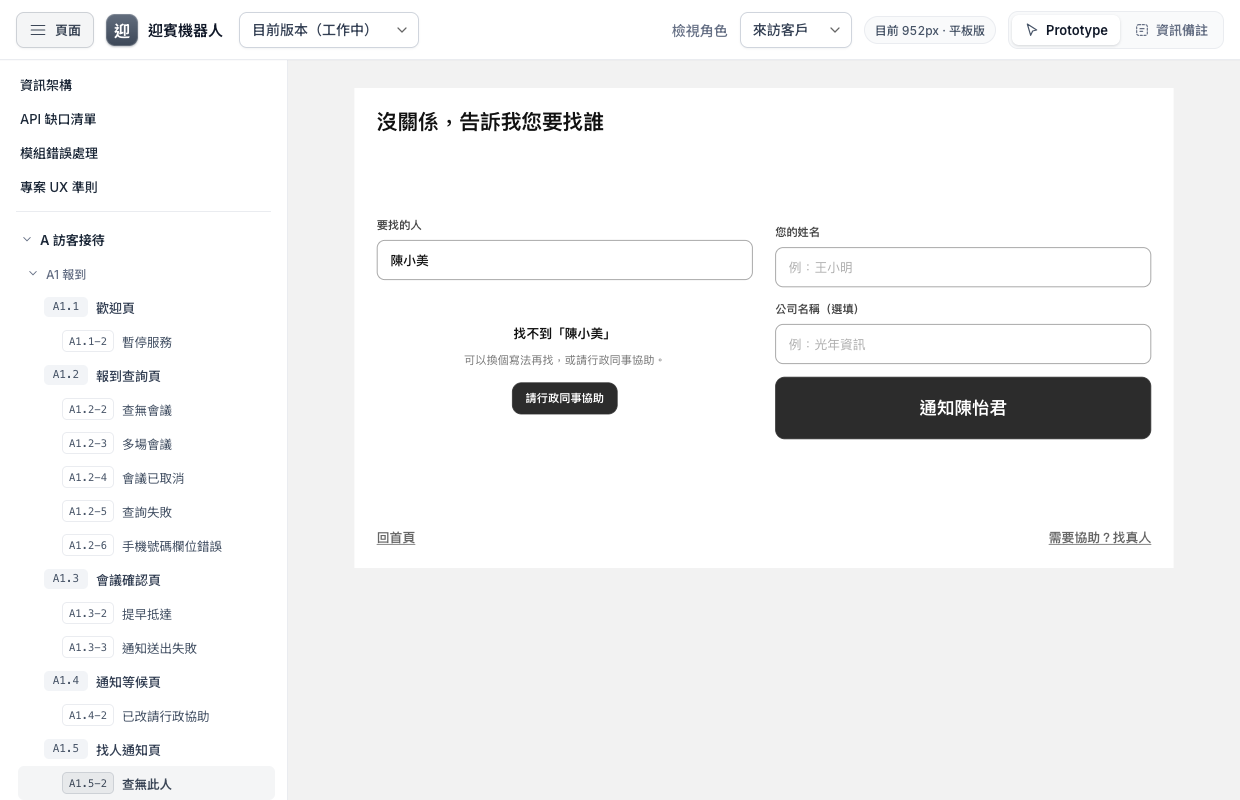 頁面
迎
迎賓機器人
目前版本（工作中）
檢視角色
來訪客戶
目前 952px · 平板版
Prototype
資訊備註
資訊架構
API 缺口清單
模組錯誤處理
專案 UX 準則
A 訪客接待
A1 報到
A1.1 歡迎頁
A1.1-2 暫停服務
A1.2 報到查詢頁
A1.2-2 查無會議
A1.2-3 多場會議
A1.2-4 會議已取消
A1.2-5 查詢失敗
A1.2-6 手機號碼欄位錯誤
A1.3 會議確認頁
A1.3-2 提早抵達
A1.3-3 通知送出失敗
A1.4 通知等候頁
A1.4-2 已改請行政協助
A1.5 找人通知頁
A1.5-2 查無此人
沒關係，告訴我您要找誰
要找的人
陳小美
找不到「陳小美」
可以換個寫法再找，或請行政同事協助。
請行政同事協助
您的姓名
例：王小明
公司名稱（選填）
例：光年資訊
通知陳怡君
回首頁
需要協助？找真人